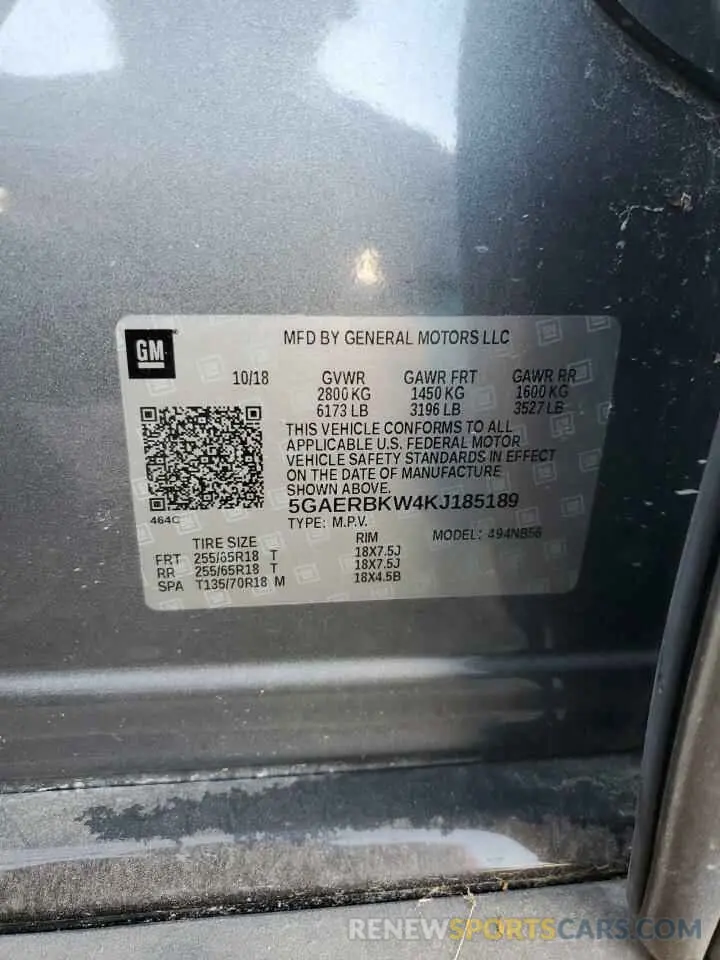 GM
MFD BY GENERAL MOTORS LLC
10/18 GVWR GAWR FRT GAWR RR
2800 KG 1450 KG 1600 KG
6173 LB 3196 LB 3527 LB
THIS VEHICLE CONFORMS TO ALL
APPLICABLE U.S. FEDERAL MOTOR
VEHICLE SAFETY STANDARDS IN EFFECT
ON THE DATE OF MANUFACTURE
SHOWN ABOVE.
5GAERBKW4KJ185189
464C
TYPE: M.P.V. MODEL: 494NB56
TIRE SIZE RIM
FRT 255/65R18 T 18X7.5J
RR 255/65R18 T 18X7.5J
SPA T135/70R18 M 18X4.5B
RENEWSPORTSCARS.COM